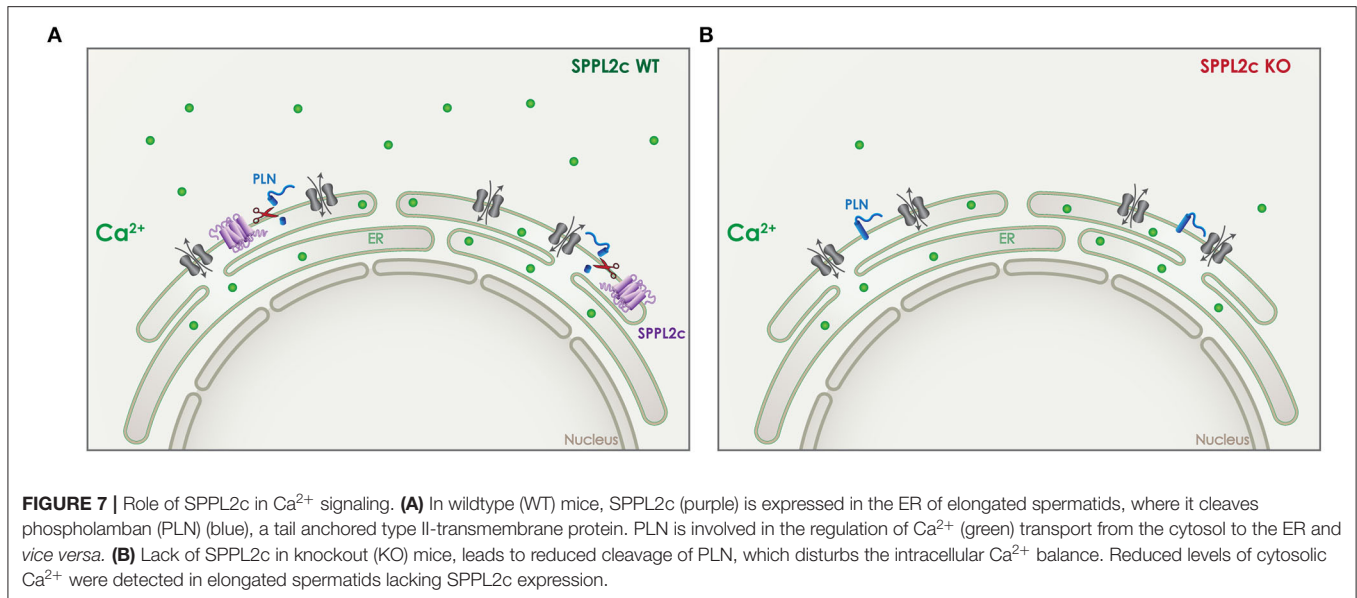 A
SPPL2c WT
PLN
Ca²⁺
ER
SPPL2c
Nucleus
B
SPPL2c KO
PLN
Ca²⁺
ER
Nucleus
FIGURE 7 | Role of SPPL2c in Ca²⁺ signaling. (A) In wildtype (WT) mice, SPPL2c (purple) is expressed in the ER of elongated spermatids, where it cleaves
phospholamban (PLN) (blue), a tail anchored type II-transmembrane protein. PLN is involved in the regulation of Ca²⁺ (green) transport from the cytosol to the ER and
vice versa. (B) Lack of SPPL2c in knockout (KO) mice, leads to reduced cleavage of PLN, which disturbs the intracellular Ca²⁺ balance. Reduced levels of cytosolic
Ca²⁺ were detected in elongated spermatids lacking SPPL2c expression.